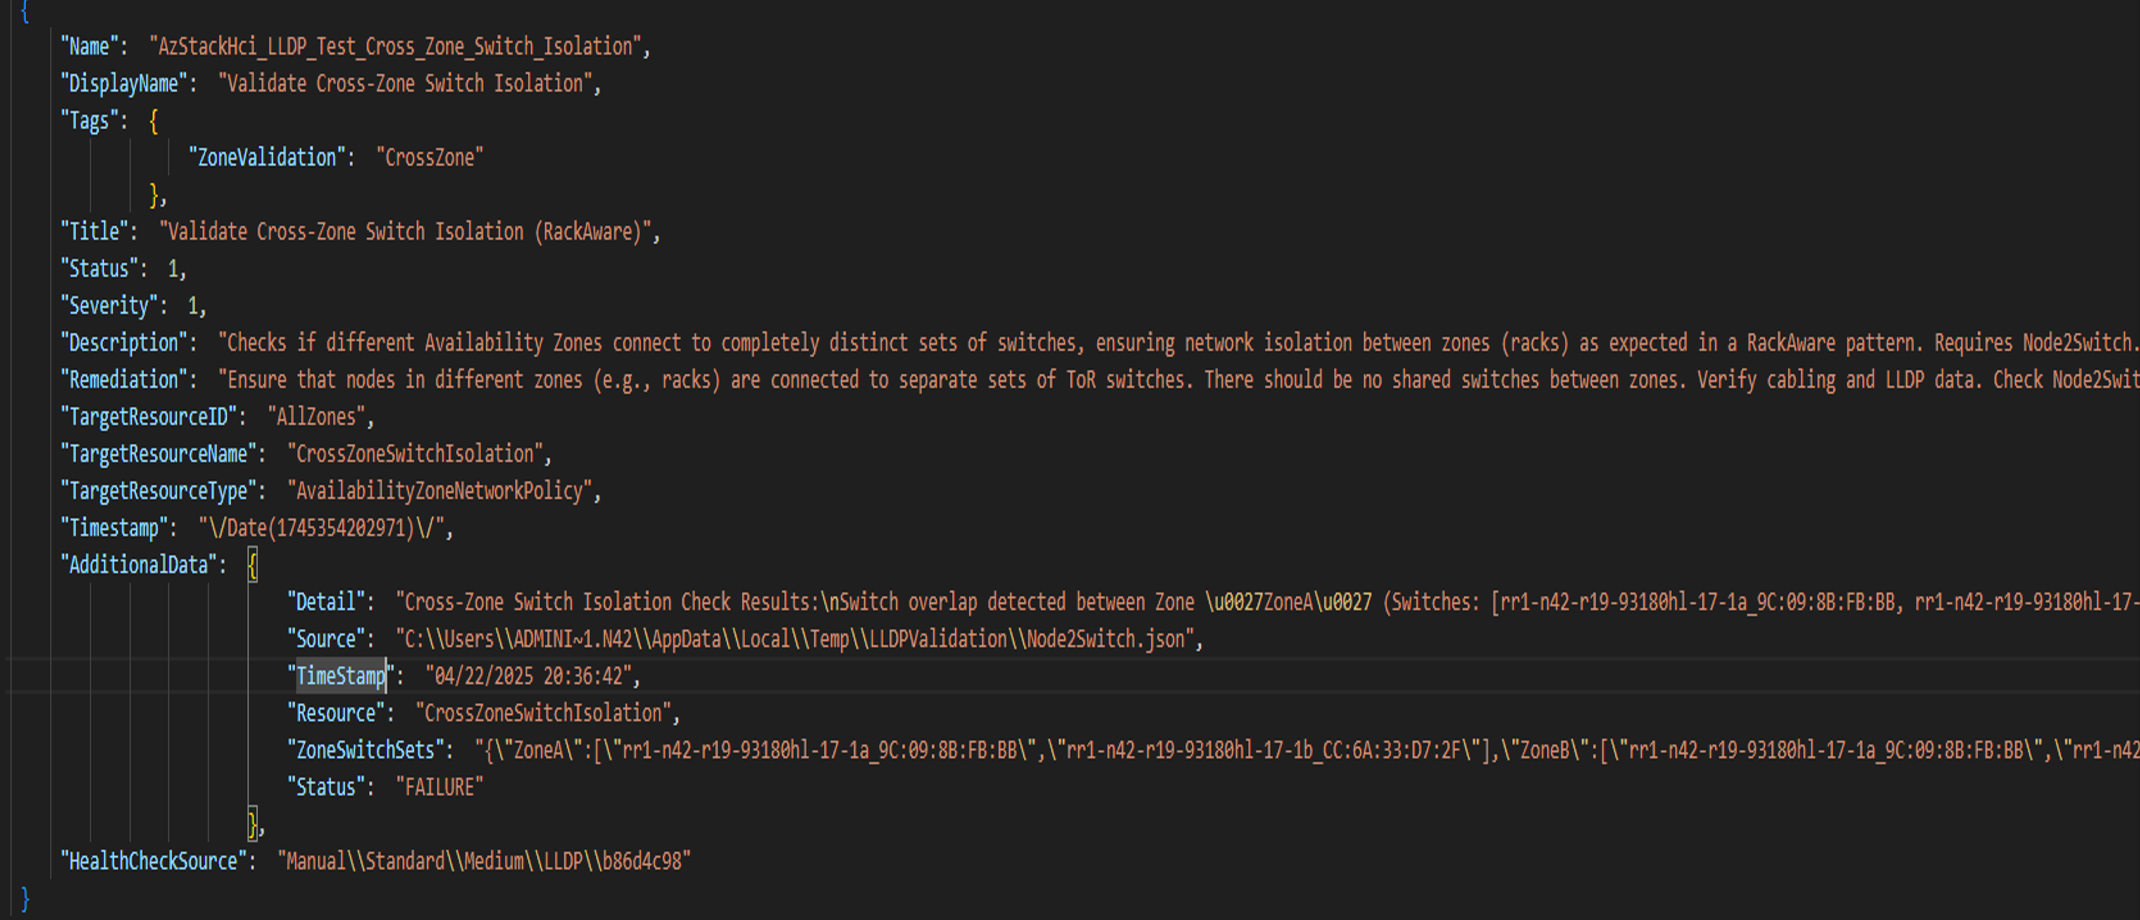 {
"Name": "AzStackHci_LLDP_Test_Cross_Zone_Switch_Isolation",
"DisplayName": "Validate Cross-Zone Switch Isolation",
"Tags": {
"ZoneValidation": "CrossZone"
},
"Title": "Validate Cross-Zone Switch Isolation (RackAware)",
"Status": 1,
"Severity": 1,
"Description": "Checks if different Availability Zones connect to completely distinct sets of switches, ensuring network isolation between zones (racks) as expected in a RackAware pattern. Requires Node2Switch.
"Remediation": "Ensure that nodes in different zones (e.g., racks) are connected to separate sets of ToR switches. There should be no shared switches between zones. Verify cabling and LLDP data. Check Node2Swit
"TargetResourceID": "AllZones",
"TargetResourceName": "CrossZoneSwitchIsolation",
"TargetResourceType": "AvailabilityZoneNetworkPolicy",
"Timestamp": "\/Date(1745354202971)\/",
"AdditionalData": {
"Detail": "Cross-Zone Switch Isolation Check Results:\nSwitch overlap detected between Zone \u0027ZoneA\u0027 (Switches: [rr1-n42-r19-93180hl-17-1a_9C:09:8B:FB:BB, rr1-n42-r19-93180hl-17-
"Source": "C:\\Users\\ADMINI~1.N42\\AppData\\Local\\Temp\\LLDPValidation\\Node2Switch.json",
"TimeStamp": "04/22/2025 20:36:42",
"Resource": "CrossZoneSwitchIsolation",
"ZoneSwitchSets": "{\"ZoneA\":[\"rr1-n42-r19-93180hl-17-1a_9C:09:8B:FB:BB\",\"rr1-n42-r19-93180hl-17-1b_CC:6A:33:D7:2F\"],\"ZoneB\":[\"rr1-n42-r19-93180hl-17-1a_9C:09:8B:FB:BB\",\"rr1-n42
"Status": "FAILURE"
},
"HealthCheckSource": "Manual\\Standard\\Medium\\LLDP\\b86d4c98"
}